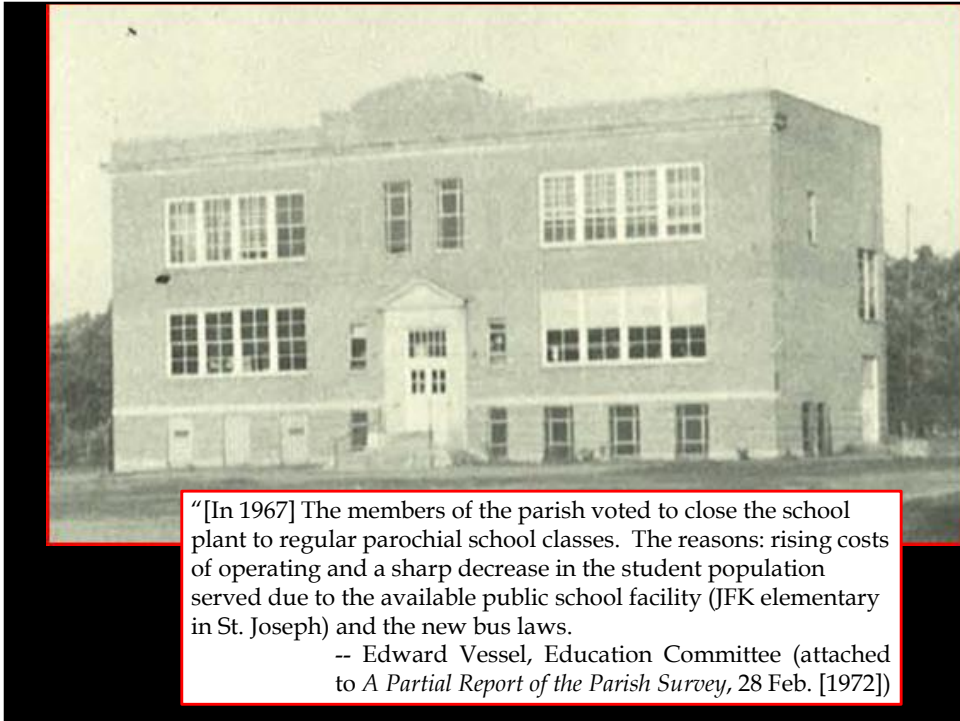 “[In 1967] The members of the parish voted to close the school
plant to regular parochial school classes.  The reasons: rising costs
of operating and a sharp decrease in the student population
served due to the available public school facility (JFK elementary
in St. Joseph) and the new bus laws.
-- Edward Vessel, Education Committee (attached
to A Partial Report of the Parish Survey, 28 Feb. [1972])